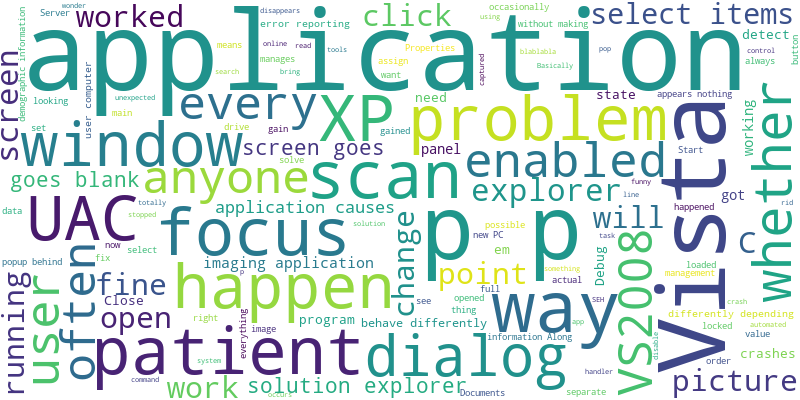 worked
Server
wonder
disappears
error reporting
means
manages
online
search
read
tools
bring
occasionally
using
without making
Properties
assign
want
click
blablabla
Basically
pop
captured
select items
detect
always
control
button
application
demographic information
screen
looking
unexpected
user computer
main
set
window
every
drive
gain
gained
solve
XP
need
problem
state
appears nothing
screen goes
panel
working
Start
Vista
whether
goes blank
anyone
scan
enabled
explorer
got
happened
line
funny
rid
data
totally
stopped
UAC
focus
application causes
solution
change
p p
new PC
possible
task
em
will
C
popup behind
now
select
fix
often
imaging application
happen
point
Debug
VS2008
loaded
management
crash
running
user
fine
Close
open
right
p
everything
image
program
see
full
opened
thing
something
actual
SEH
way
app
locked
differently depending
value
automated
order
crashes
disable
behave differently
information Along
patient
system
dialog
handler
command
work
occurs
solution explorer
Documents
separate
picture